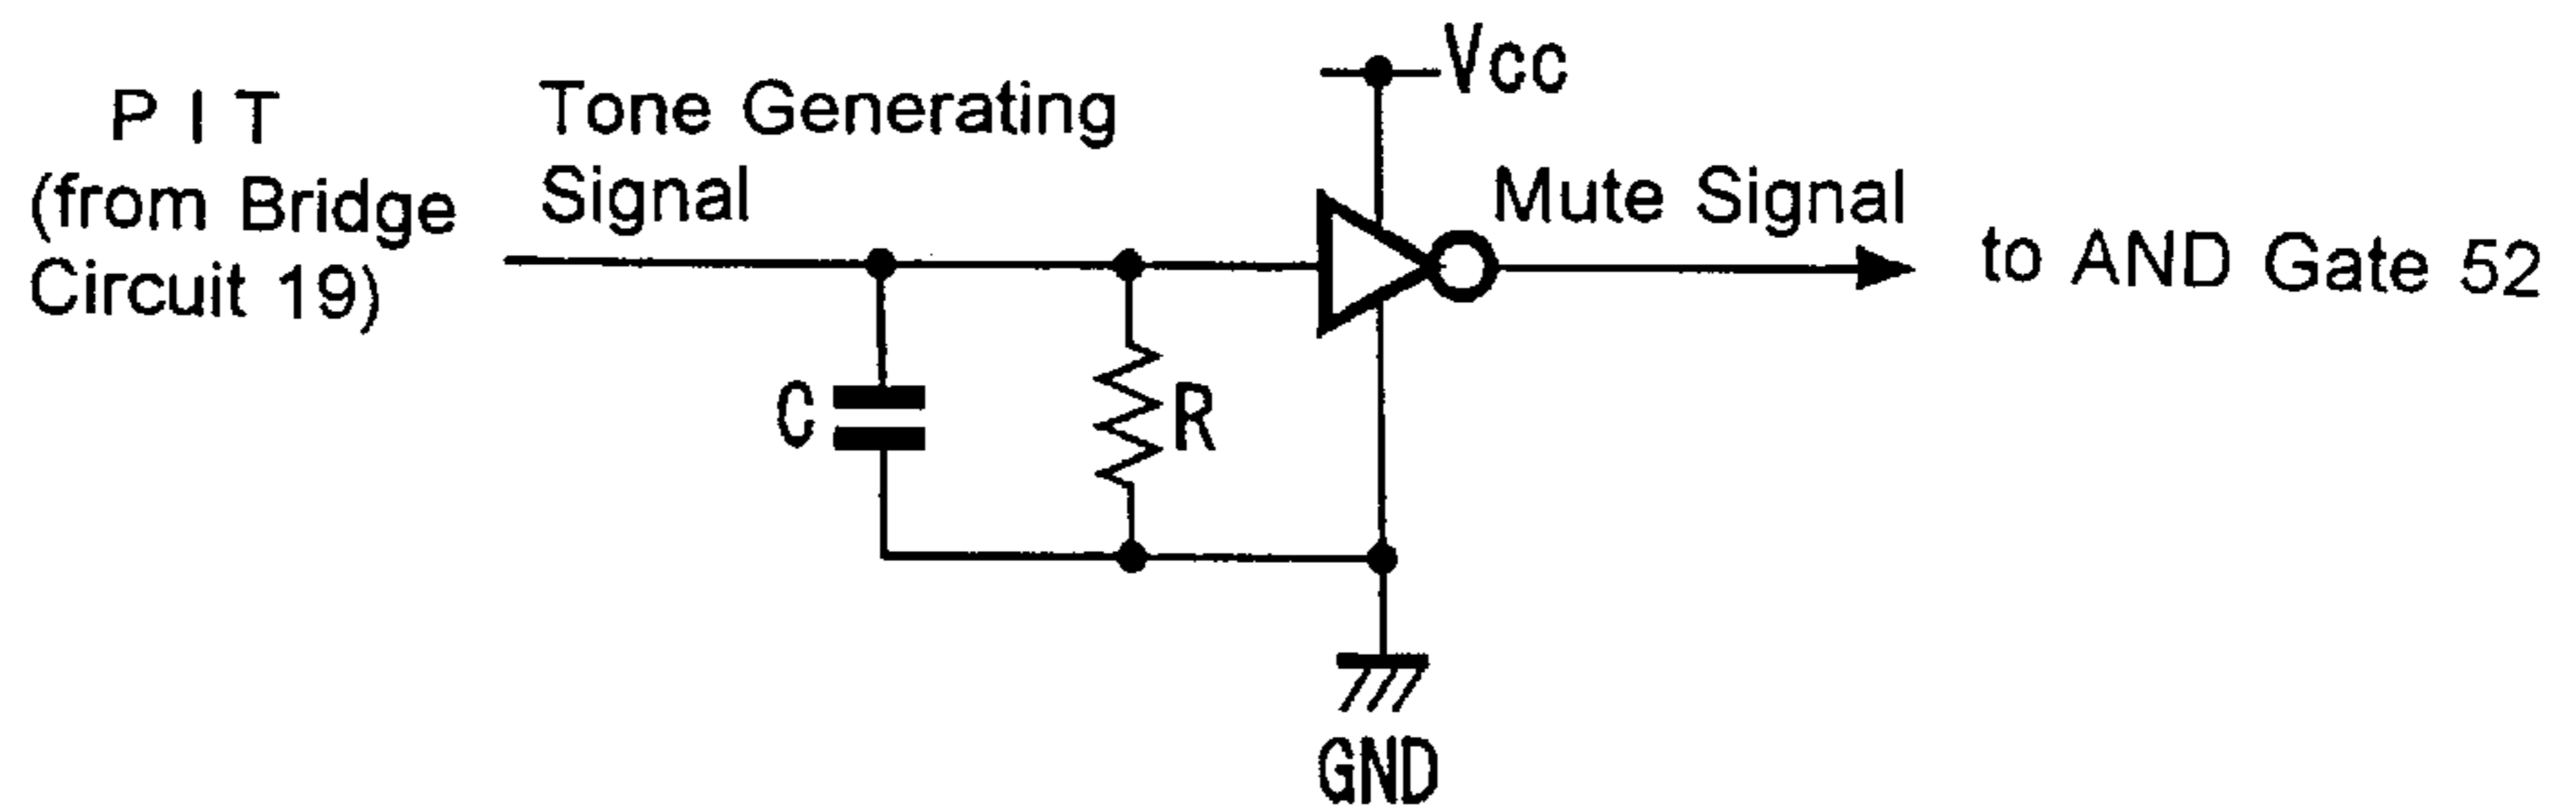 P I T
(from Bridge
Circuit 19)
Tone Generating
Signal
Vcc
Mute Signal
to AND Gate 52
C
R
GND